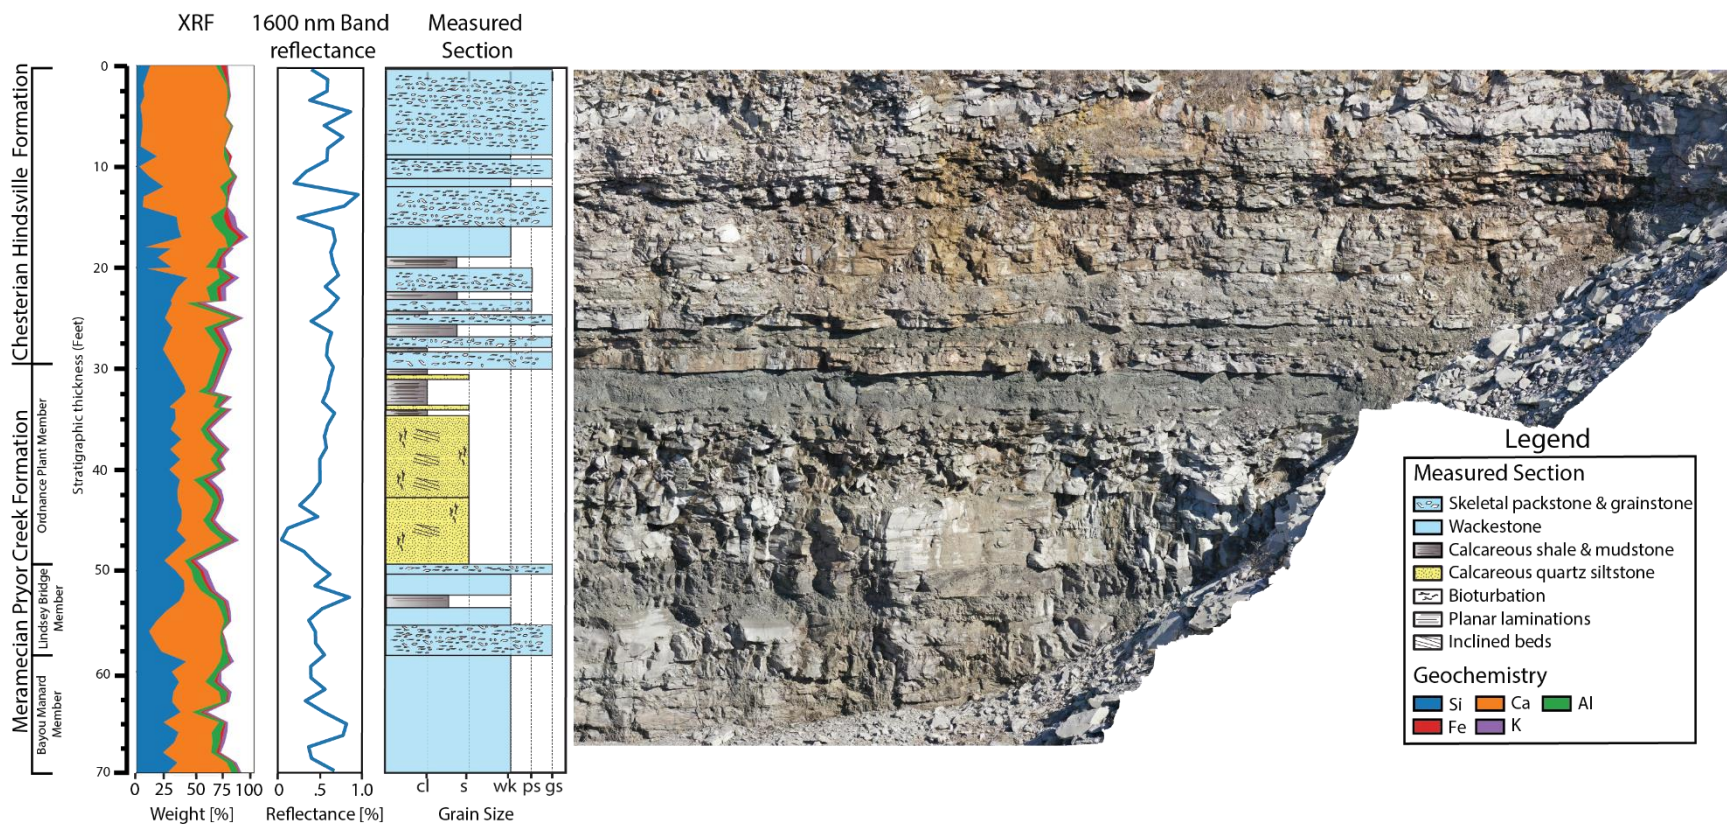 XRF
1600 nm Band
reflectance
Measured
Section
Chesterian Hindsville Formation
Meramecian Pryor Creek Formation
Ordnance Plant Member
Lindsey Bridge
Member
Bayou Manard
Member
Stratigraphic thickness (Feet)
0
10
20
30
40
50
60
70
0 25 50 75 100
Weight [%]
0 .5 1.0
Reflectance [%]
cl s wk ps gs
Grain Size
Legend
Measured Section
Skeletal packstone & grainstone
Wackestone
Calcareous shale & mudstone
Calcareous quartz siltstone
Bioturbation
Planar laminations
Inclined beds
Geochemistry
Si Ca Al
Fe K